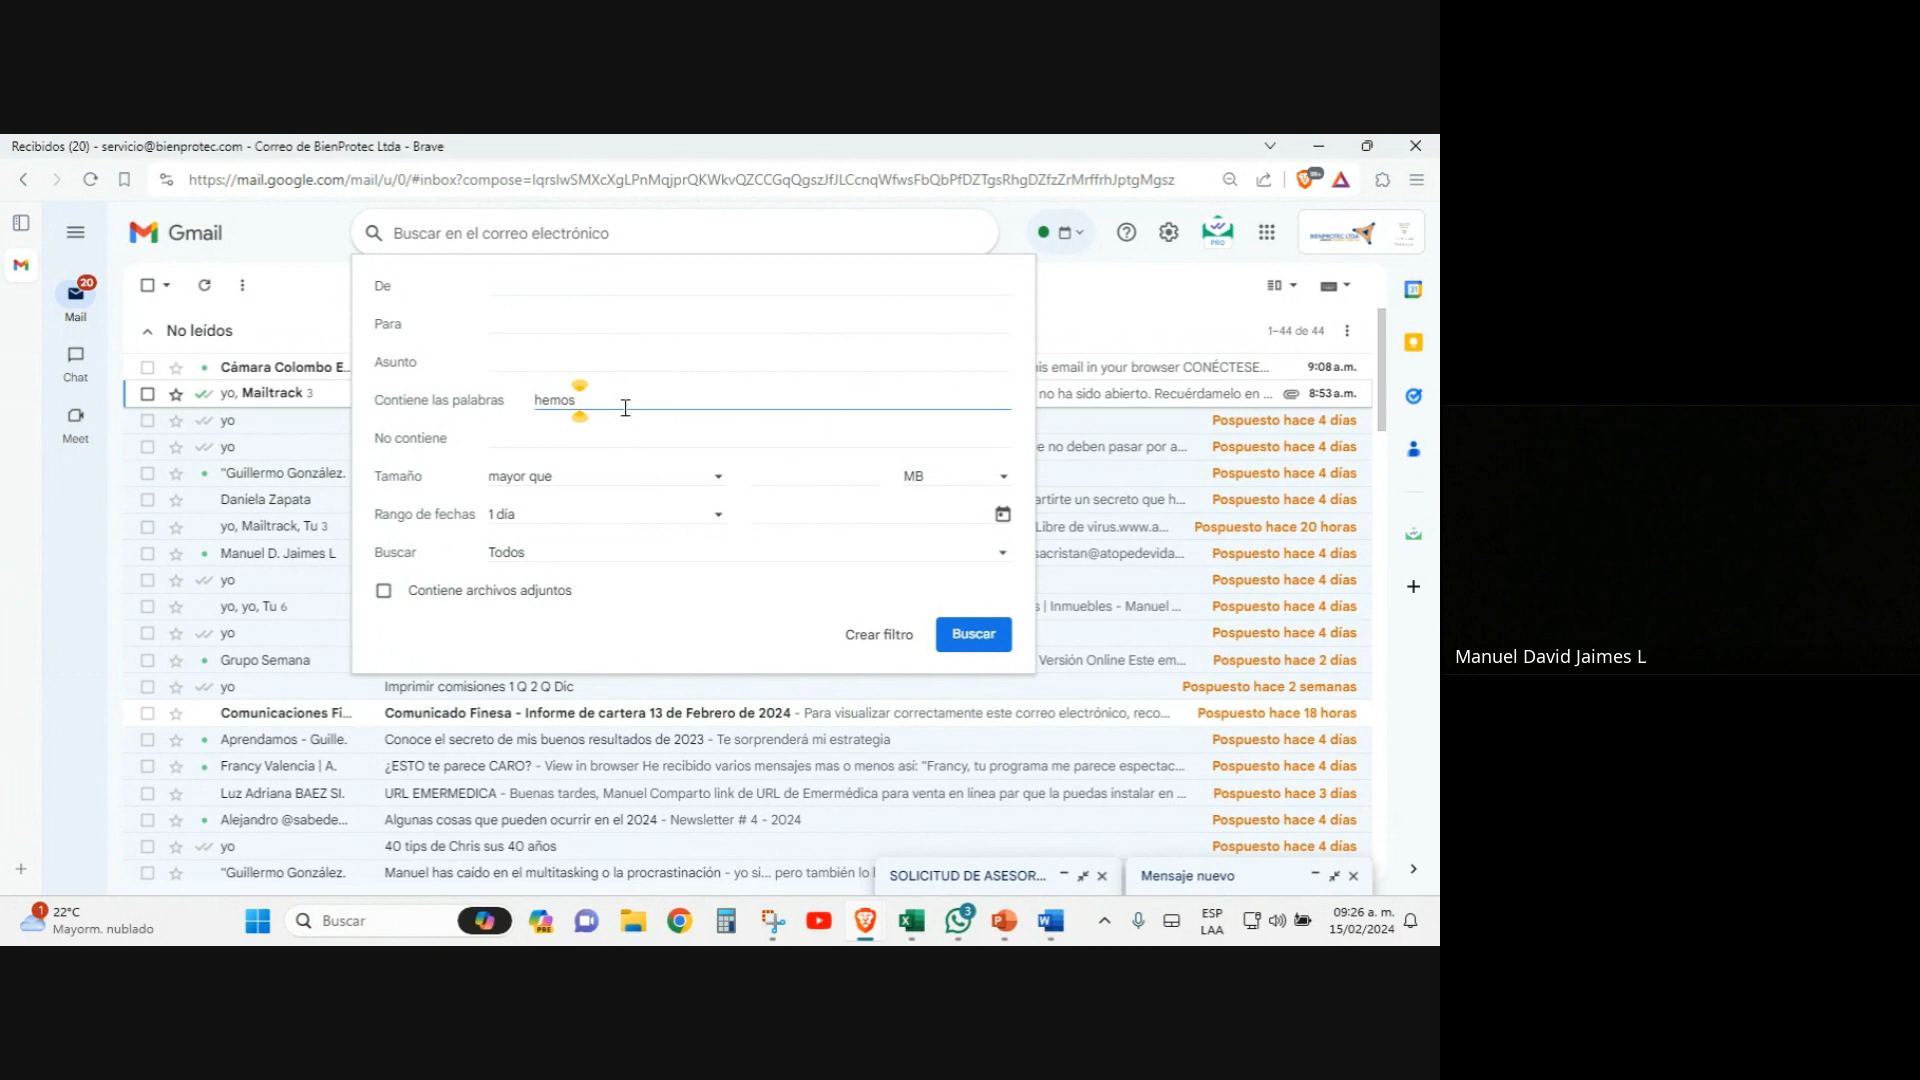 Recibidos (20) - servicio@bienprotec.com - Correo de BienProtec Ltda - Brave
Gmail
Buscar en el correo electrónico
PRO
BIENPROTEC LTDA
De
Para
Asunto
Contiene las palabras hemos
No contiene
Tamaño mayor que MB
Rango de fechas 1 día
Buscar Todos
Contiene archivos adjuntos
Crear filtro Buscar
20
Mail
Chat
Meet
No leídos 1–44 de 44
Cámara Colombo E... his email in your browser CONÉCTESE... 9:08 a.m.
yo, Mailtrack 3 no ha sido abierto. Recuérdamelo en ... 8:53 a.m.
yo Pospuesto hace 4 días
yo e no deben pasar por a... Pospuesto hace 4 días
"Guillermo González. Pospuesto hace 4 días
Daniela Zapata artirte un secreto que h... Pospuesto hace 4 días
yo, Mailtrack, Tu 3 Libre de virus.www.a... Pospuesto hace 20 horas
Manuel D. Jaimes L sacristan@atopedevida... Pospuesto hace 4 días
yo Pospuesto hace 4 días
yo, yo, Tu 6 s | Inmuebles - Manuel ... Pospuesto hace 4 días
yo Pospuesto hace 4 días
Grupo Semana Versión Online Este em... Pospuesto hace 2 días
yo Imprimir comisiones 1 Q 2 Q Dic Pospuesto hace 2 semanas
Comunicaciones Fi... Comunicado Finesa - Informe de cartera 13 de Febrero de 2024 - Para visualizar correctamente este correo electrónico, reco... Pospuesto hace 18 horas
Aprendamos - Guille. Conoce el secreto de mis buenos resultados de 2023 - Te sorprenderá mi estrategia Pospuesto hace 4 días
Francy Valencia | A. ¿ESTO te parece CARO? - View in browser He recibido varios mensajes mas o menos asi: "Francy, tu programa me parece espectac... Pospuesto hace 4 días
Luz Adriana BAEZ SI. URL EMERMEDICA - Buenas tardes, Manuel Comparto link de URL de Emermédica para venta en línea par que la puedas instalar en ... Pospuesto hace 3 días
Alejandro @sabede... Algunas cosas que pueden ocurrir en el 2024 - Newsletter # 4 - 2024 Pospuesto hace 4 días
yo 40 tips de Chris sus 40 años Pospuesto hace 4 días
"Guillermo González. Manuel has caído en el multitasking o la procrastinación - yo si... pero también lo
SOLICITUD DE ASESOR... Mensaje nuevo
1 22°C
Mayorm. nublado
Buscar
PRE
3
ESP
LAA
09:26 a. m.
15/02/2024
Manuel David Jaimes L